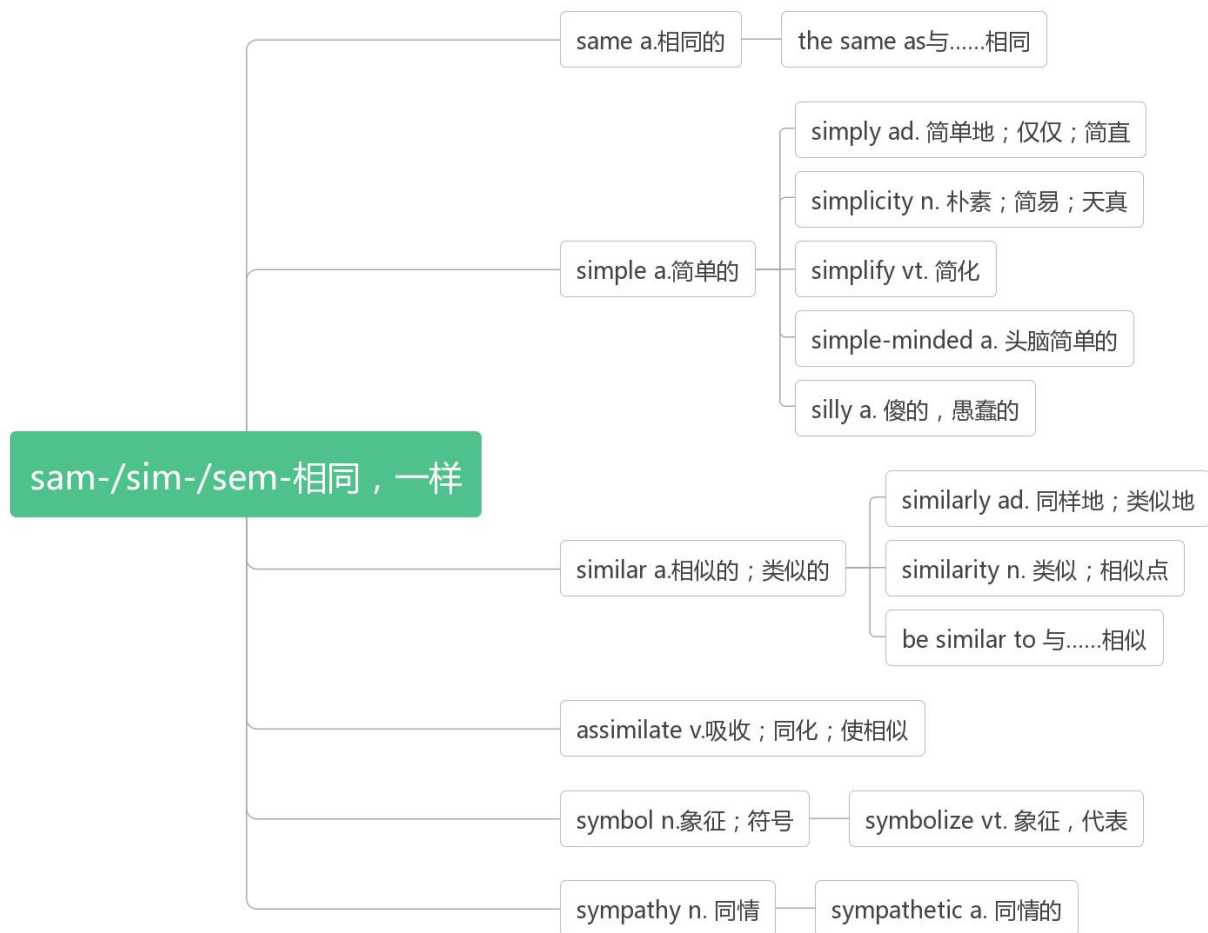 sam-/sim-/sem-相同，一样
same a.相同的
the same as与......相同
simple a.简单的
simply ad. 简单地；仅仅；简直
simplicity n. 朴素；简易；天真
simplify vt. 简化
simple-minded a. 头脑简单的
silly a. 傻的，愚蠢的
similar a.相似的；类似的
similarly ad. 同样地；类似地
similarity n. 类似；相似点
be similar to 与......相似
assimilate v.吸收；同化；使相似
symbol n.象征；符号
symbolize vt. 象征，代表
sympathy n. 同情
sympathetic a. 同情的